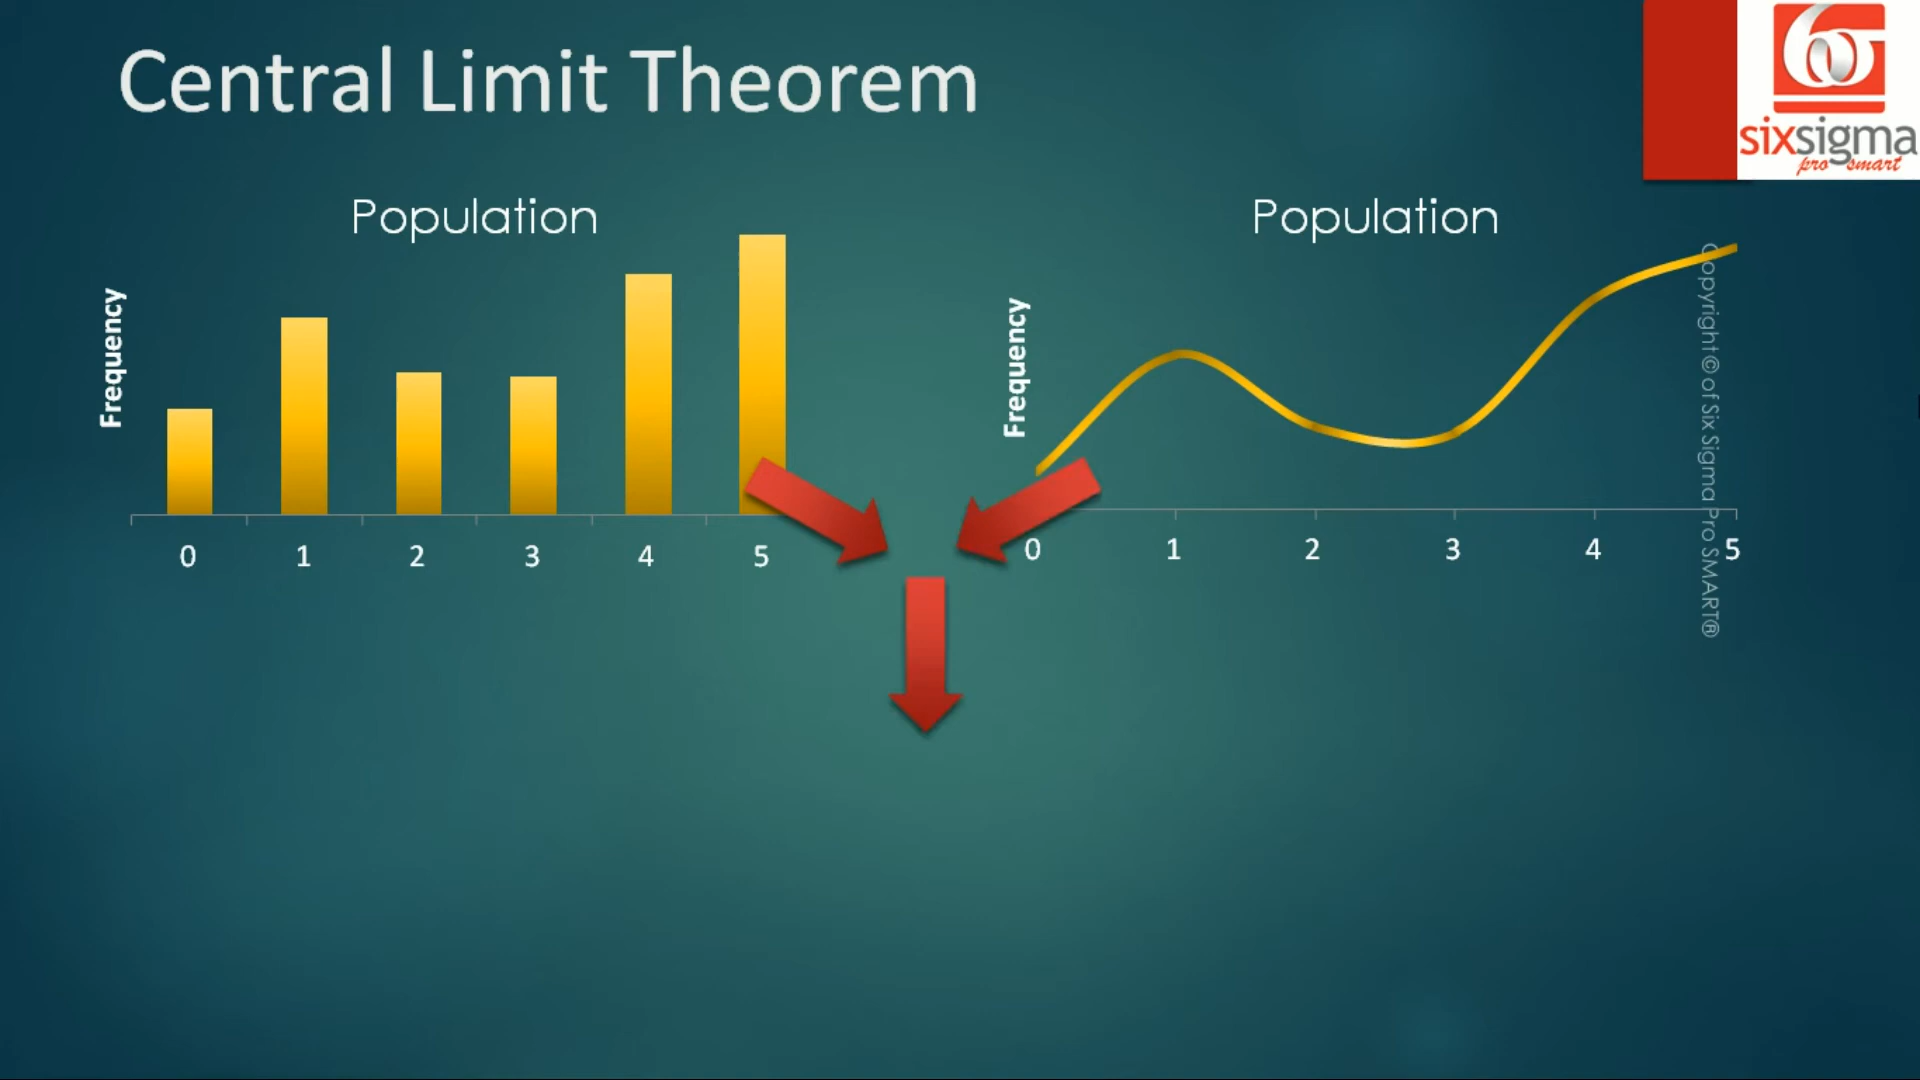 Central Limit Theorem
sixsigma
pro smart
Population
Frequency
0 1 2 3 4 5
Population
Frequency
0 1 2 3 4 5
Copyright © of Six Sigma Pro SMART®